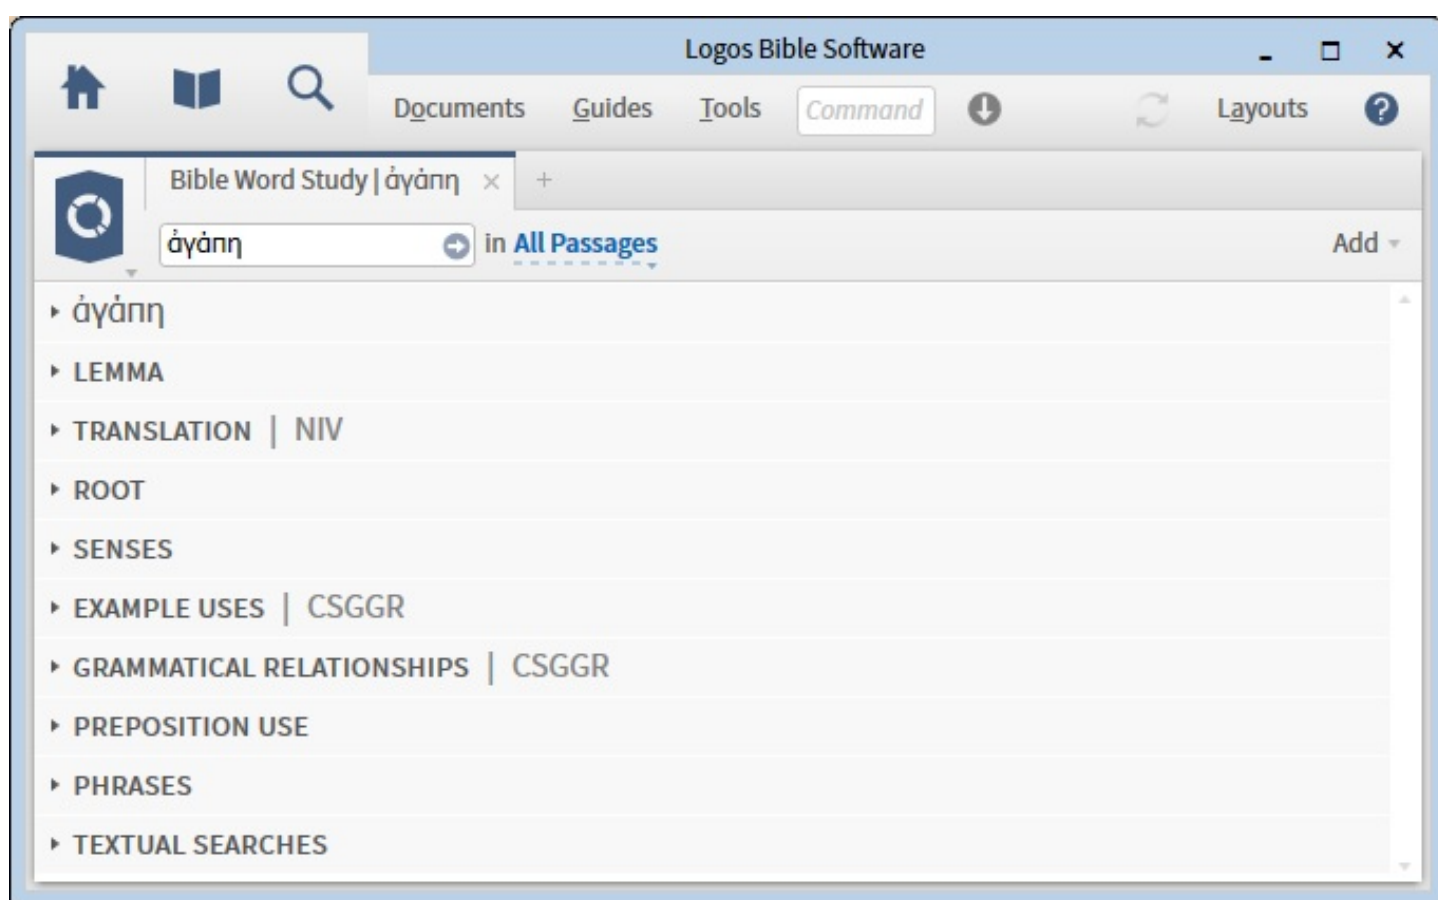 Logos Bible Software
Documents Guides Tools Command Layouts ?
Bible Word Study | ἀγάπη × +
ἀγάπη in All Passages Add
ἀγάπη
LEMMA
TRANSLATION | NIV
ROOT
SENSES
EXAMPLE USES | CSGGR
GRAMMATICAL RELATIONSHIPS | CSGGR
PREPOSITION USE
PHRASES
TEXTUAL SEARCHES